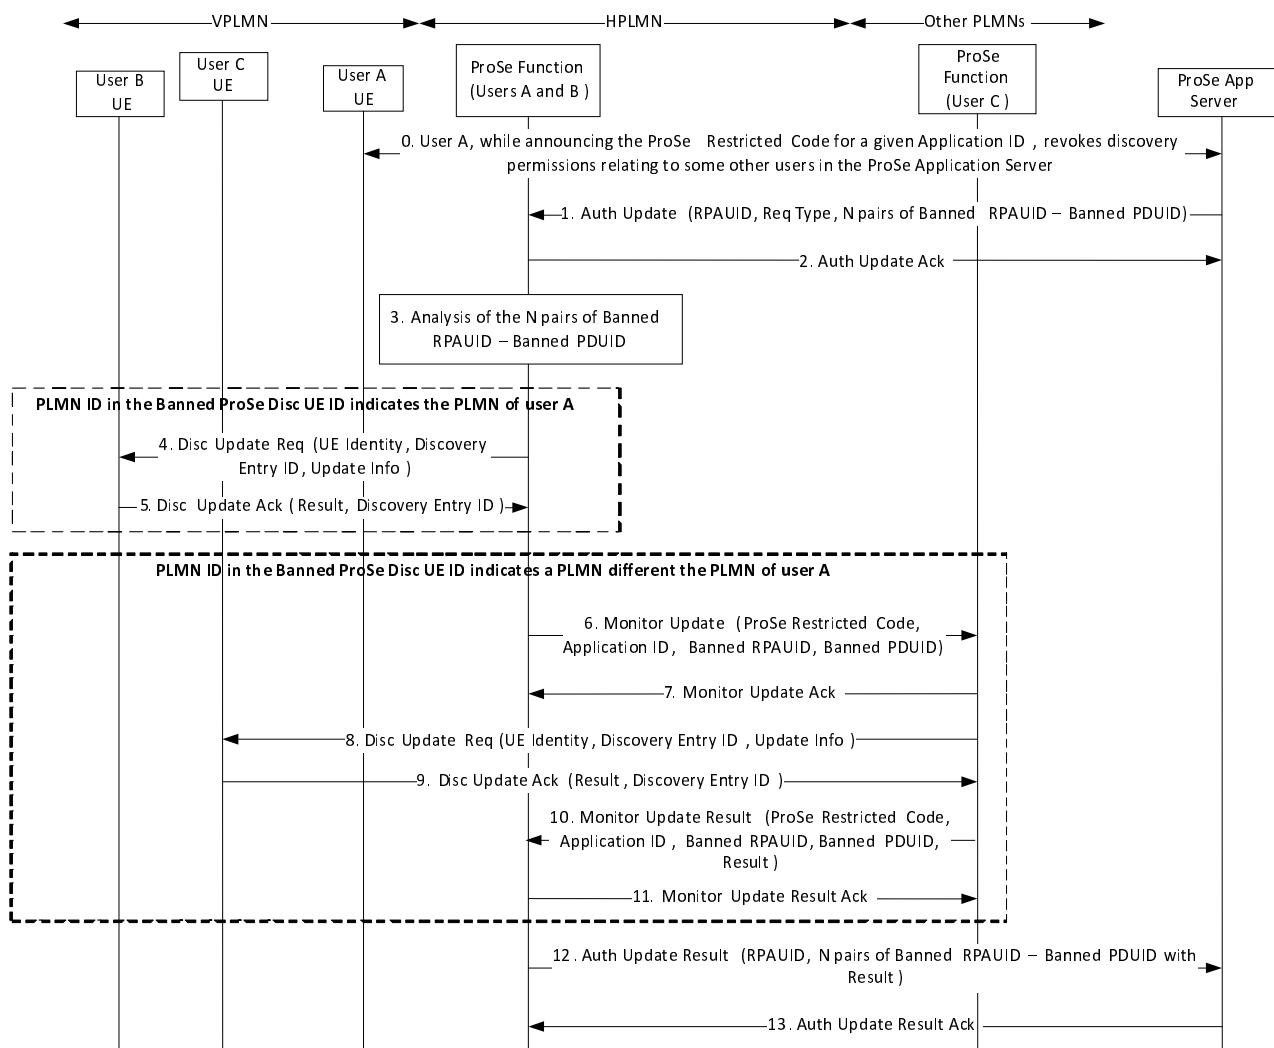 VPLMN
HPLMN
Other PLMNs
User B
UE
User C
UE
User A
UE
ProSe Function
(Users A and B )
ProSe
Function
(User C )
ProSe App
Server
0. User A, while announcing the ProSe Restricted Code for a given Application ID , revokes discovery
permissions relating to some other users in the ProSe Application Server
1. Auth Update (RPAUID, Req Type, N pairs of Banned RPAUID – Banned PDUID)
2. Auth Update Ack
3. Analysis of the N pairs of Banned
RPAUID – Banned PDUID
PLMN ID in the Banned ProSe Disc UE ID indicates the PLMN of user A
4. Disc Update Req (UE Identity, Discovery
Entry ID, Update Info )
5. Disc Update Ack ( Result, Discovery Entry ID )
PLMN ID in the Banned ProSe Disc UE ID indicates a PLMN different the PLMN of user A
6. Monitor Update (ProSe Restricted Code,
Application ID, Banned RPAUID, Banned PDUID)
7. Monitor Update Ack
8. Disc Update Req (UE Identity, Discovery Entry ID , Update Info )
9. Disc Update Ack (Result, Discovery Entry ID )
10. Monitor Update Result (ProSe Restricted Code,
Application ID , Banned RPAUID, Banned PDUID,
Result )
11. Monitor Update Result Ack
12. Auth Update Result (RPAUID, N pairs of Banned RPAUID – Banned PDUID with
Result )
13. Auth Update Result Ack